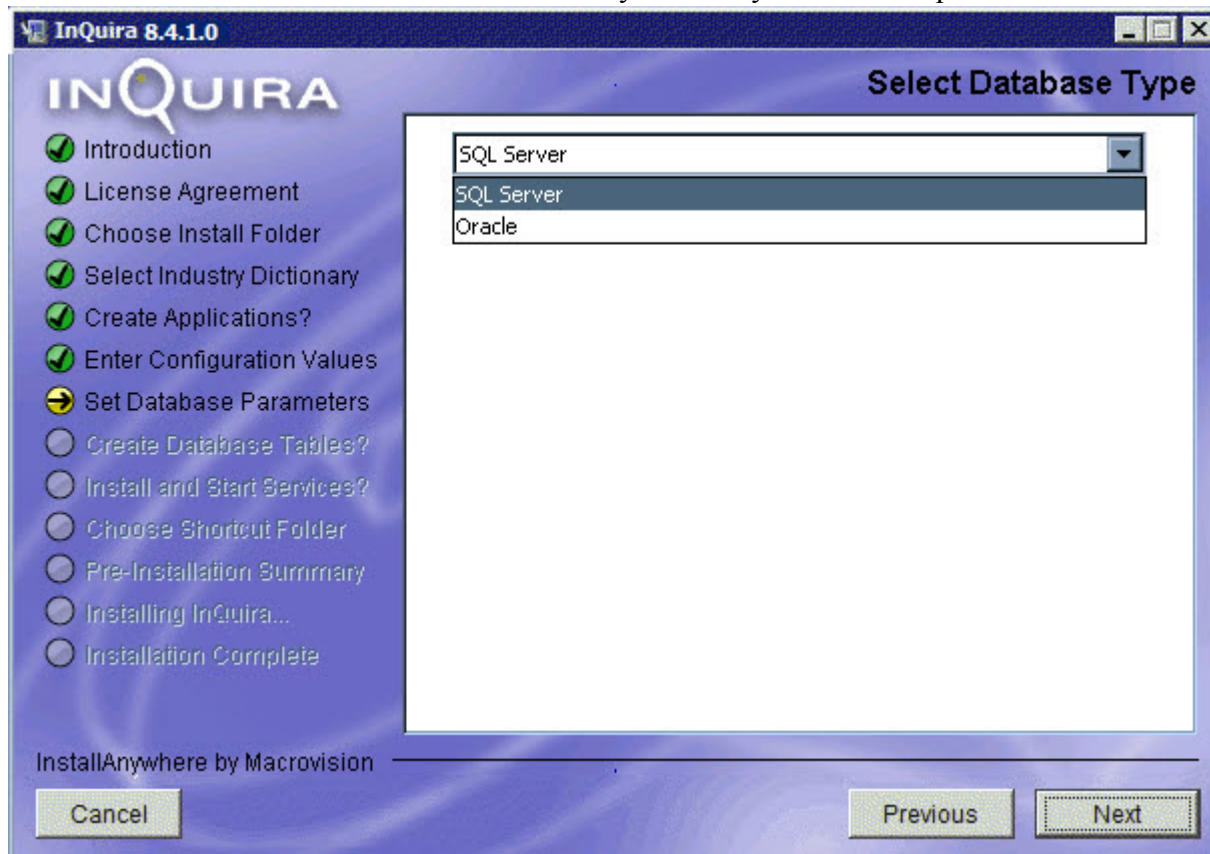 InQuira 8.4.1.0
INQUIRA
Select Database Type
Introduction
License Agreement
Choose Install Folder
Select Industry Dictionary
Create Applications?
Enter Configuration Values
Set Database Parameters
Create Database Tables?
Install and Start Services?
Choose Shortcut Folder
Pre-Installation Summary
Installing InQuira...
Installation Complete
SQL Server
SQL Server
Oracle
InstallAnywhere by Macrovision
Cancel
Previous
Next